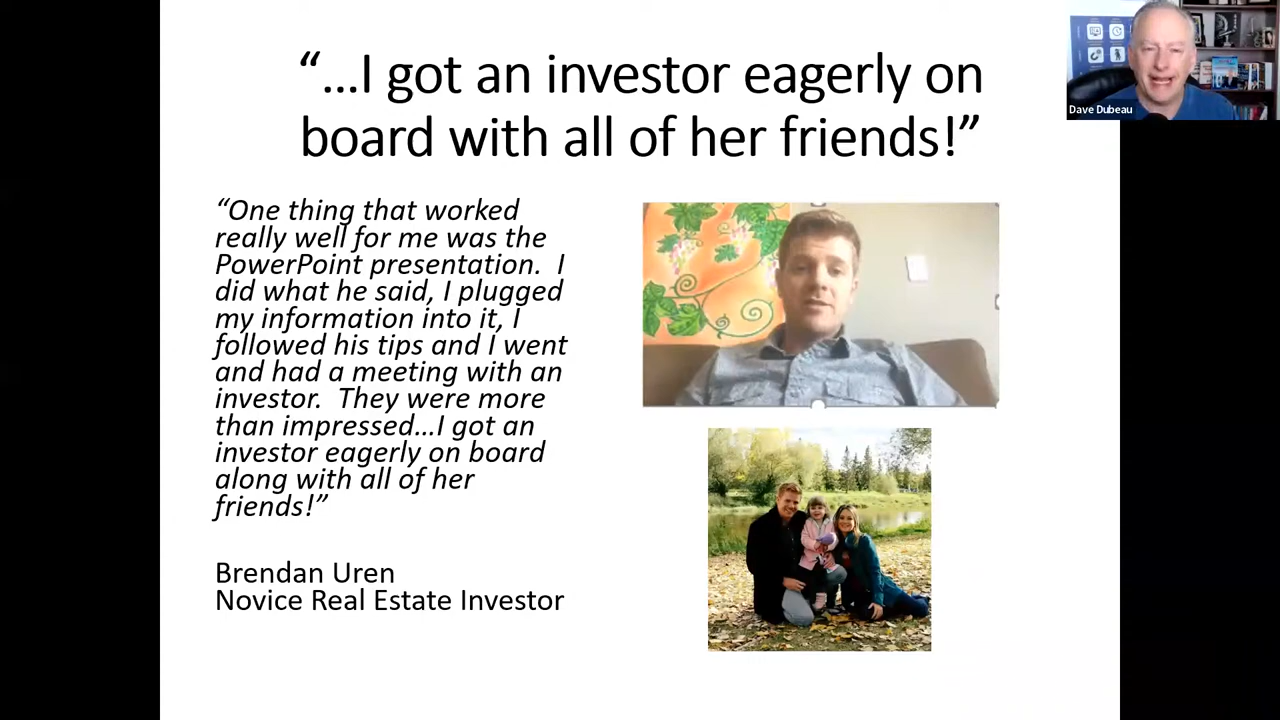 “...I got an investor eagerly on
board with all of her friends!”
Dave Dubeau
“One thing that worked
really well for me was the
PowerPoint presentation.  I
did what he said, I plugged
my information into it, I
followed his tips and I went
and had a meeting with an
investor.  They were more
than impressed...I got an
investor eagerly on board
along with all of her
friends!”
Brendan Uren
Novice Real Estate Investor